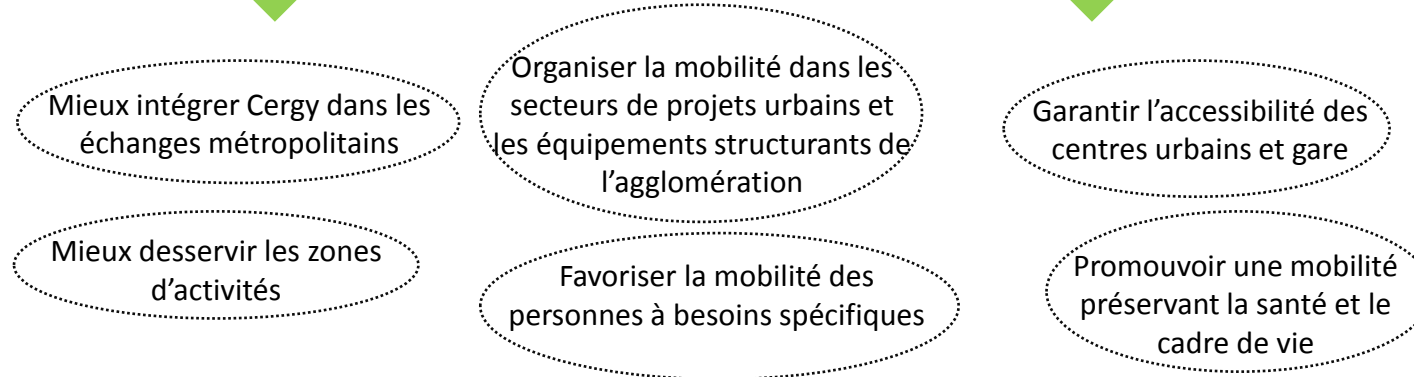 Mieux intégrer Cergy dans les
échanges métropolitains
Mieux desservir les zones
d’activités
Organiser la mobilité dans les
secteurs de projets urbains et
les équipements structurants de
l’agglomération
Favoriser la mobilité des
personnes à besoins spécifiques
Garantir l’accessibilité des
centres urbains et gare
Promouvoir une mobilité
préservant la santé et le
cadre de vie